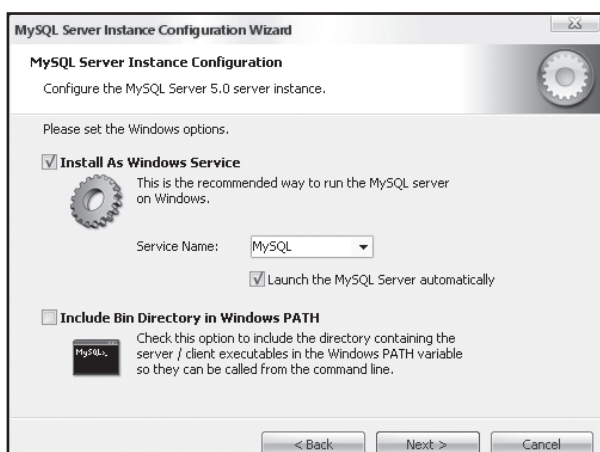 MySQL Server Instance Configuration Wizard
MySQL Server Instance Configuration
Configure the MySQL Server 5.0 server instance.
Please set the Windows options.
Install As Windows Service
This is the recommended way to run the MySQL server
on Windows.
Service Name:
MySQL
Launch the MySQL Server automatically
Include Bin Directory in Windows PATH
MySQL>_
Check this option to include the directory containing the
server / client executables in the Windows PATH variable
so they can be called from the command line.
< Back
Next >
Cancel